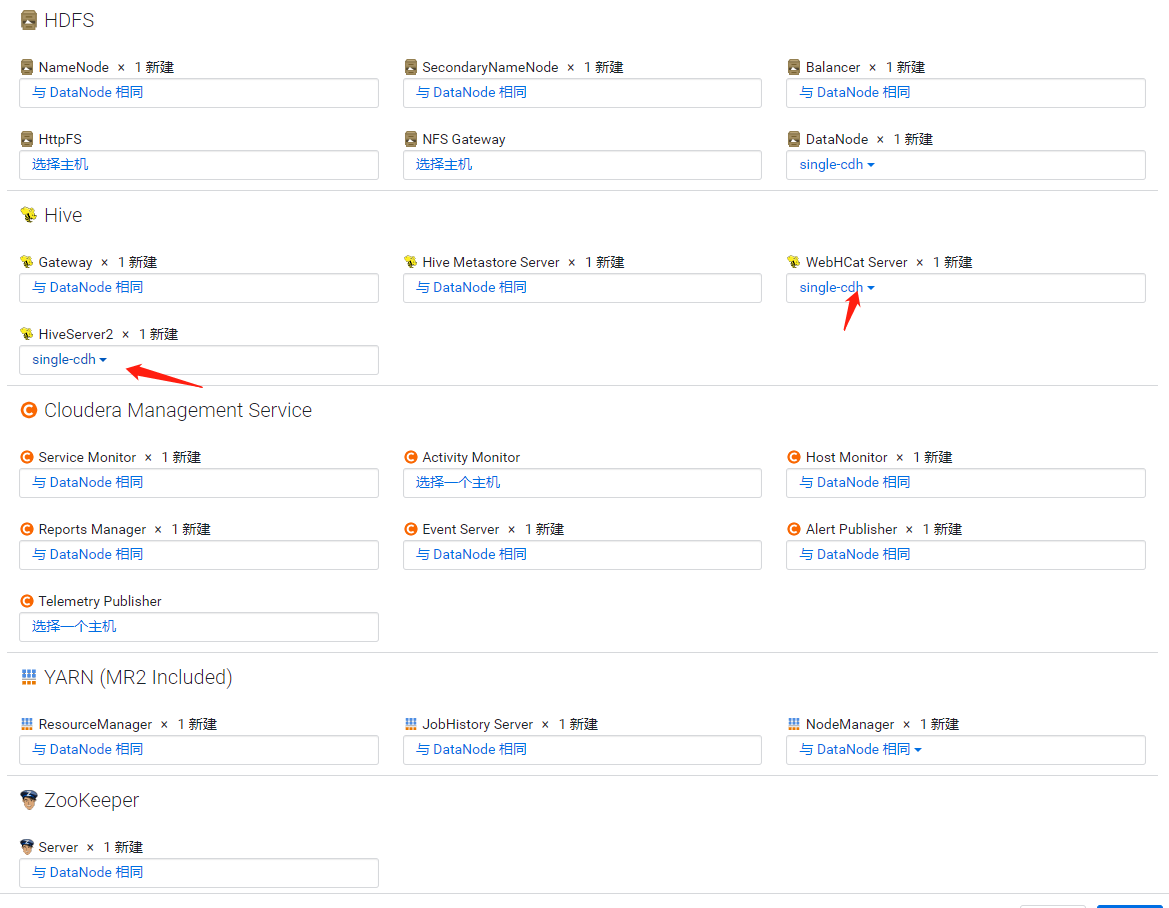 HDFS
NameNode × 1 新建
SecondaryNameNode × 1 新建
Balancer × 1 新建
与 DataNode 相同
与 DataNode 相同
与 DataNode 相同
HttpFS
NFS Gateway
DataNode × 1 新建
选择主机
选择主机
single-cdh
Hive
Gateway × 1 新建
Hive Metastore Server × 1 新建
WebHCat Server × 1 新建
与 DataNode 相同
与 DataNode 相同
single-cdh
HiveServer2 × 1 新建
single-cdh
Cloudera Management Service
Service Monitor × 1 新建
Activity Monitor
Host Monitor × 1 新建
与 DataNode 相同
选择一个主机
与 DataNode 相同
Reports Manager × 1 新建
Event Server × 1 新建
Alert Publisher × 1 新建
与 DataNode 相同
与 DataNode 相同
与 DataNode 相同
Telemetry Publisher
选择一个主机
YARN (MR2 Included)
ResourceManager × 1 新建
JobHistory Server × 1 新建
NodeManager × 1 新建
与 DataNode 相同
与 DataNode 相同
与 DataNode 相同
ZooKeeper
Server × 1 新建
与 DataNode 相同